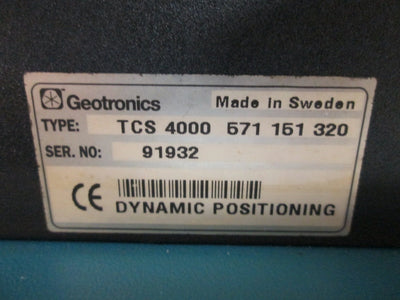 Geotronics Made in Sweden
TYPE: TCS 4000 571 151 320
SER. NO: 91932
CE DYNAMIC POSITIONING